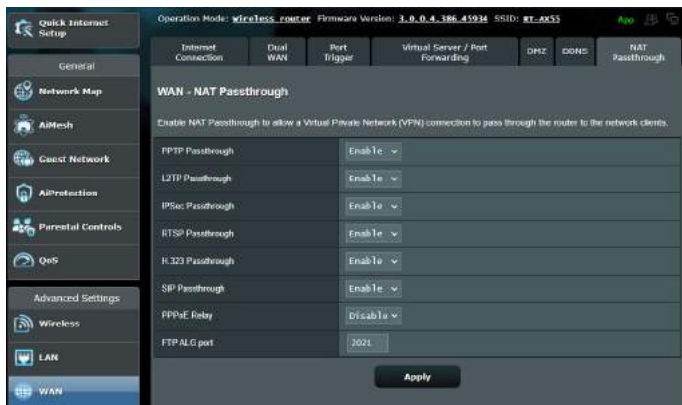 Quick Internet
Setup
Operation Mode: wireless router Firmware Version: 3.0.0.4.386.45934 SSID: RT-AX55
App
General
Internet
Connection
Dual
WAN
Port
Trigger
Virtual Server / Port
Forwarding
DMZ
DDNS
NAT
Passthrough
Network Map
AiMesh
Guest Network
AiProtection
Parental Controls
QoS
Advanced Settings
Wireless
LAN
WAN
WAN - NAT Passthrough
Enable NAT Passthrough to allow a Virtual Private Network (VPN) connection to pass through the router to the network clients.
PPTP Passthrough Enable
L2TP Passthrough Enable
IPSec Passthrough Enable
RTSP Passthrough Enable
H.323 Passthrough Enable
SIP Passthrough Enable
PPPoE Relay Disable
FTP ALG port 2021
Apply